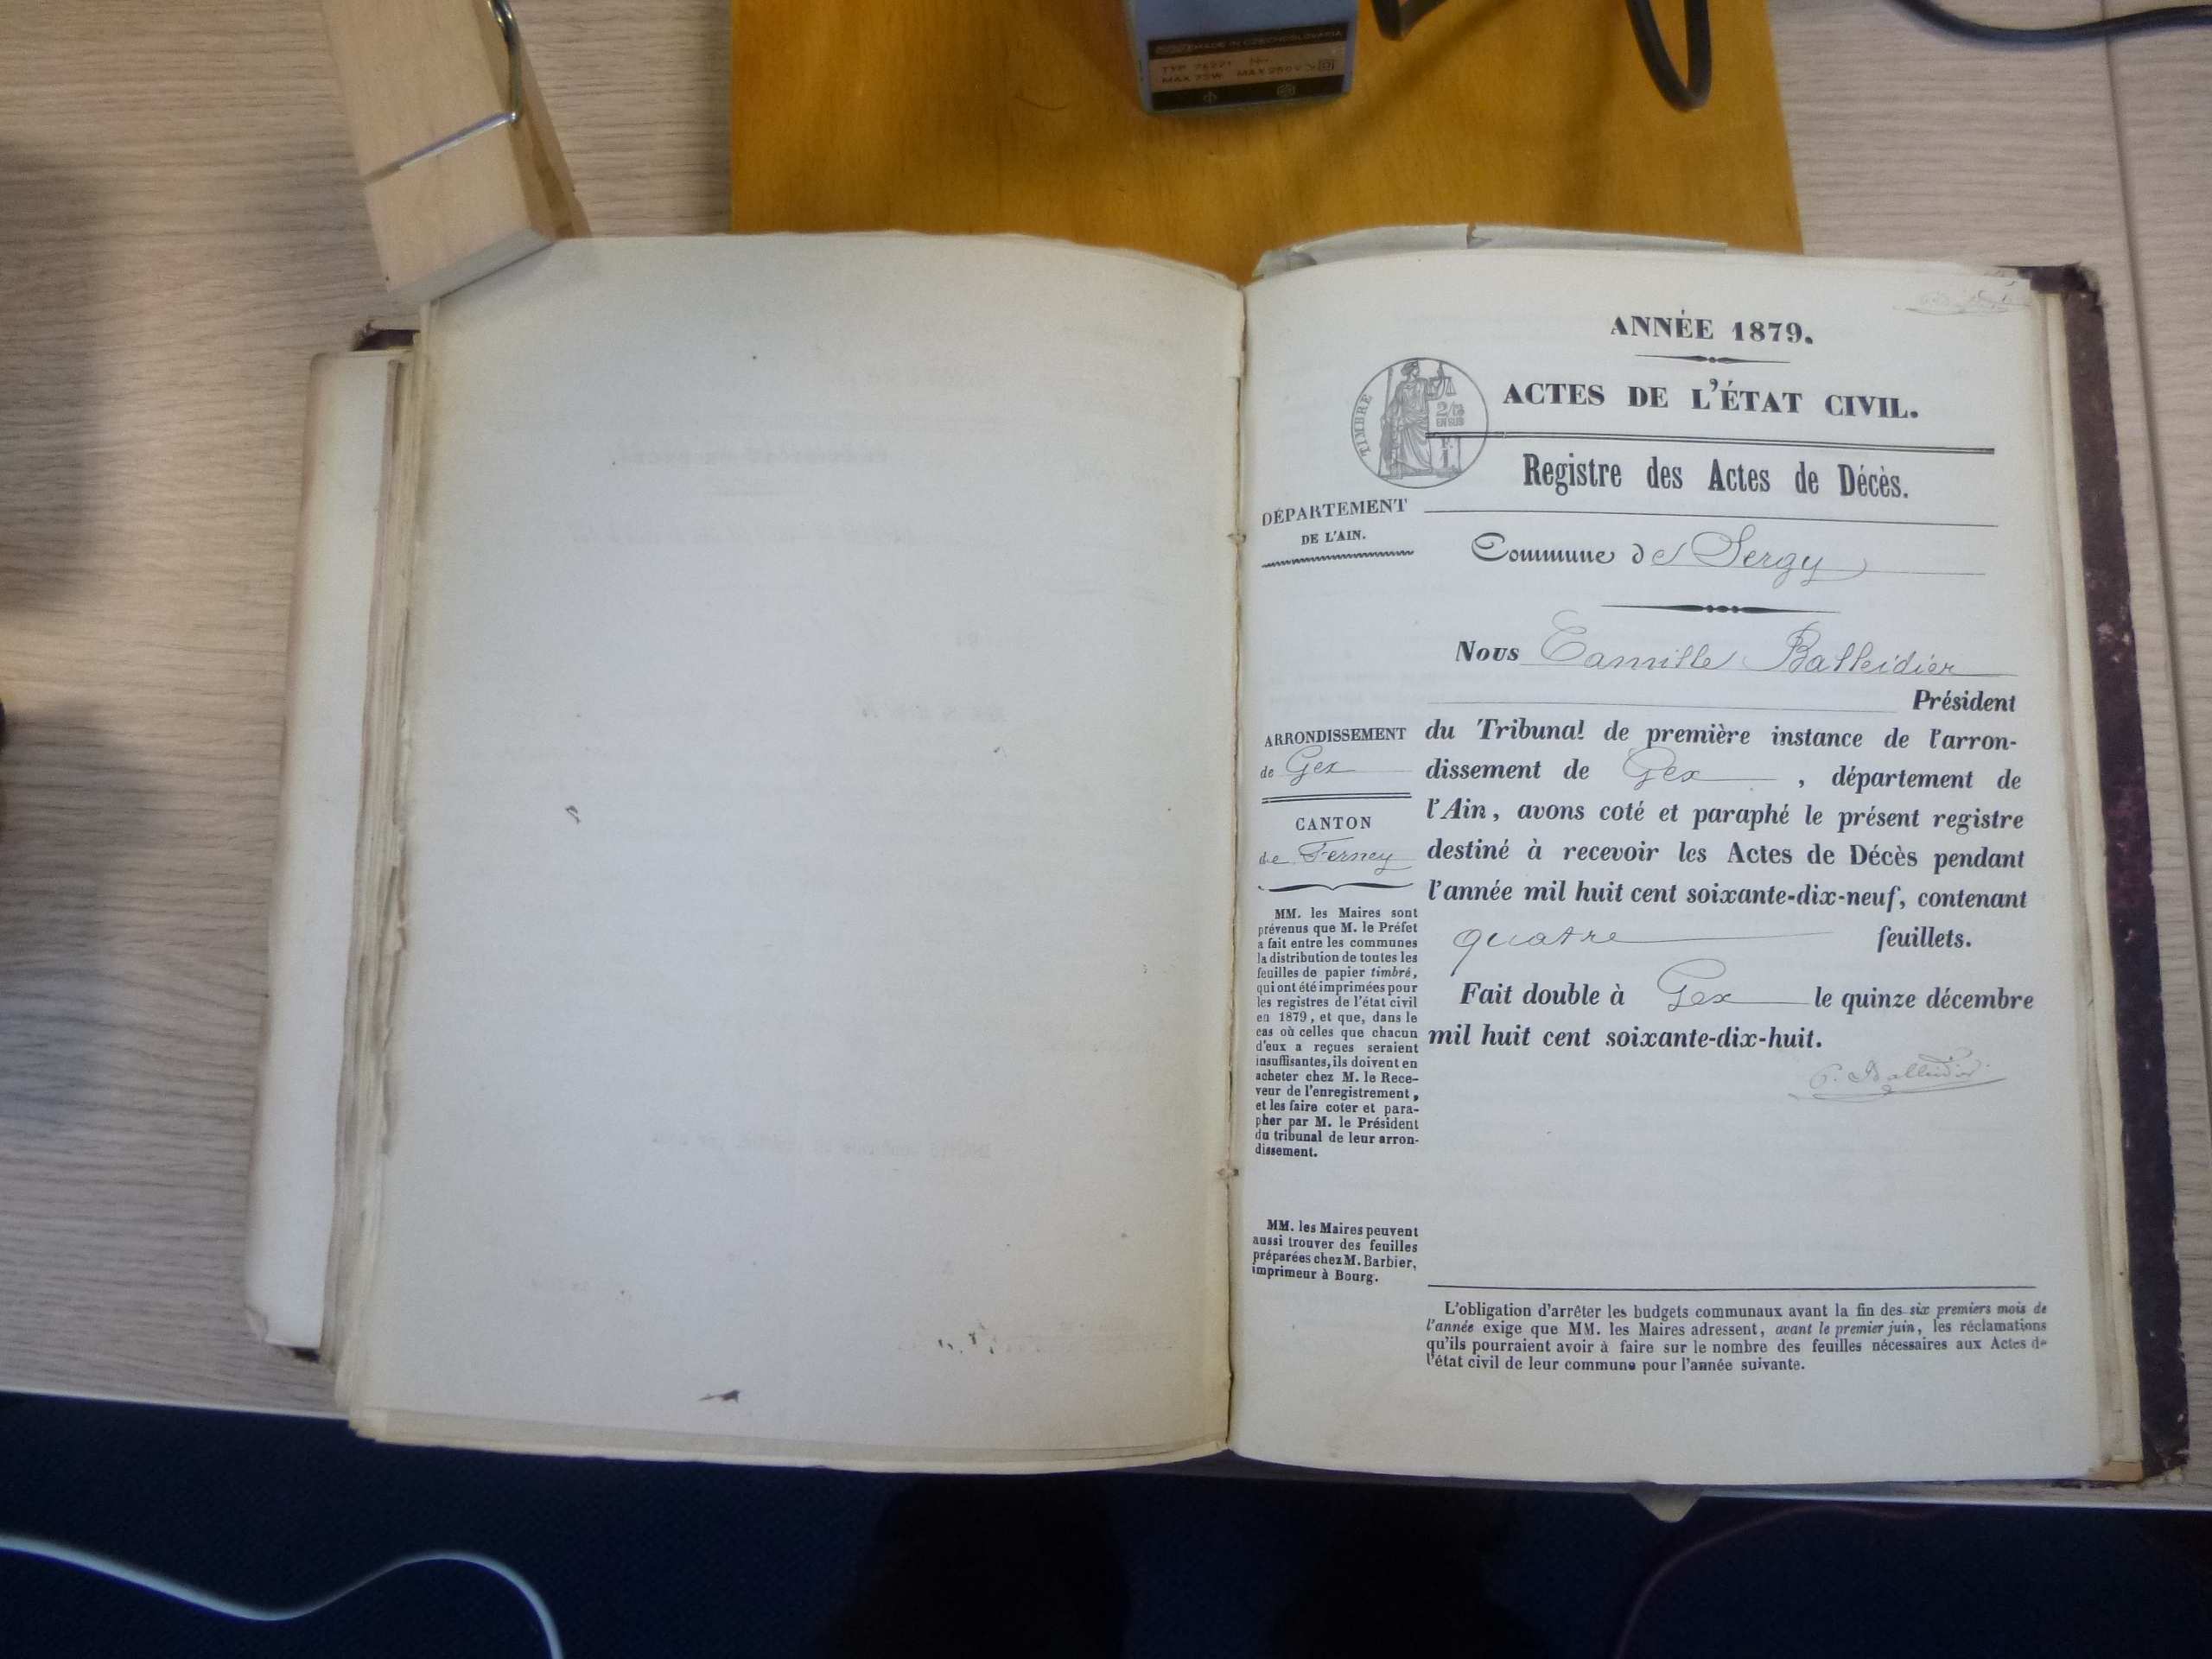 MADE IN CZECHOSLOVAKIA
ANNÉE 1879.
TIMBRE
2/10
EN SUS
ACTES DE L'ÉTAT CIVIL.
Registre des Actes de Décès.
DÉPARTEMENT
DE L'AIN.
Commune de Sergy
Nous Camille Balleidier
Président
du Tribunal de première instance de l'arron-
dissement de Gex, département de
l'Ain, avons coté et paraphé le présent registre
destiné à recevoir les Actes de Décès pendant
l'année mil huit cent soixante-dix-neuf, contenant
quatre feuillets.
Fait double à Gex le quinze décembre
mil huit cent soixante-dix-huit.
C. Balleidier
ARRONDISSEMENT
de Gex
CANTON
de Ferney
MM. les Maires sont
prévenus que M. le Préfet
a fait entre les communes
la distribution de toutes les
feuilles de papier timbré,
qui ont été imprimées pour
les registres de l'état civil
en 1879, et que, dans le
cas où celles que chacun
d'eux a reçues seraient
insuffisantes, ils doivent en
acheter chez M. le Rece-
veur de l'enregistrement,
et les faire coter et para-
pher par M. le Président
du tribunal de leur arron-
dissement.
MM. les Maires peuvent
aussi trouver des feuilles
préparées chez M. Barbier,
imprimeur à Bourg.
L'obligation d'arrêter les budgets communaux avant la fin des six premiers mois de
l'année exige que MM. les Maires adressent, avant le premier juin, les réclamations
qu'ils pourraient avoir à faire sur le nombre des feuilles nécessaires aux Actes de
l'état civil de leur commune pour l'année suivante.